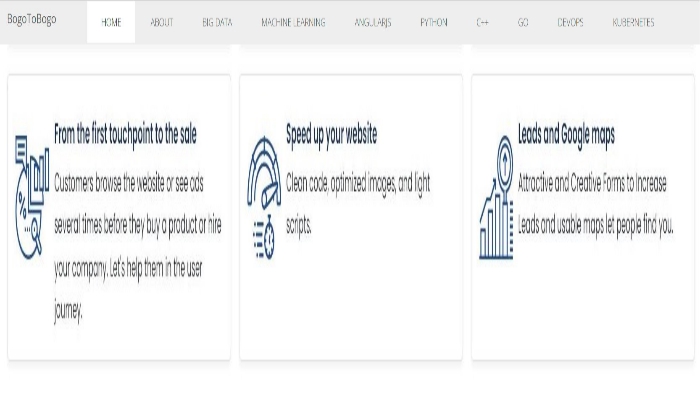 BogoToBogo HOME ABOUT BIG DATA MACHINE LEARNING ANGULARJS PYTHON C++ GO DEVOPS KUBERNETES
From the first touchpoint to the sale
Customers browse the website or see ads
several times before they buy a product or hire
your company. Let's help them in the user
journey.
Speed up your website
Clean code, optimized images, and light
scripts.
Leads and Google maps
Attractive and Creative Forms to Increase
Leads and usable maps let people find you.